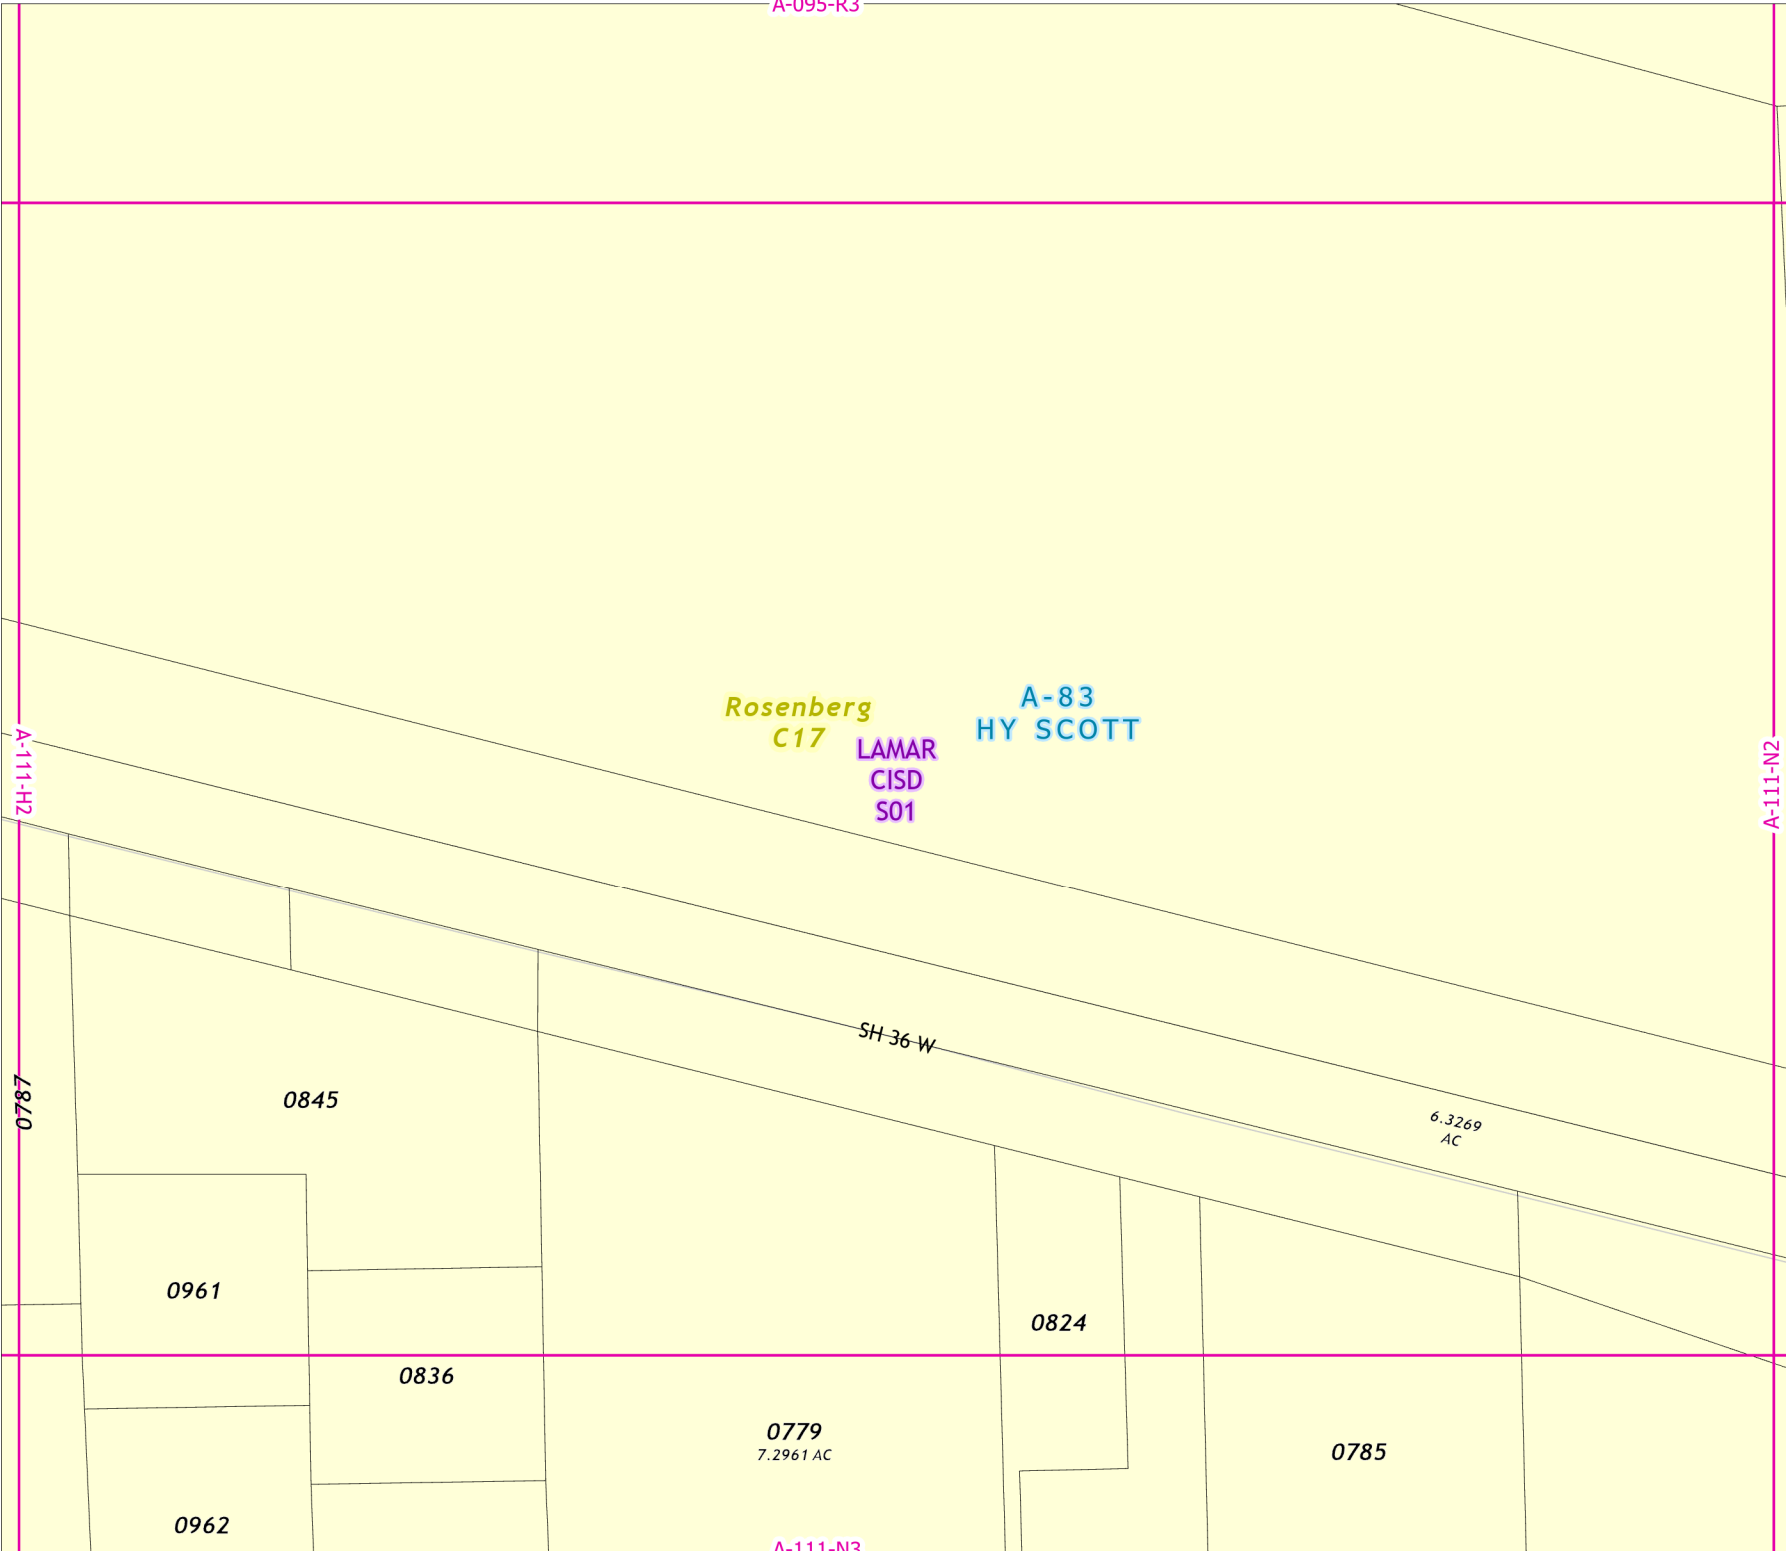 A-095-R3
Rosenberg
C17
A-83
HY SCOTT
LAMAR
CISD
S01
A-111-H2
A-111-N2
SH 36 W
0787
0845
6.3269
AC
0961
0824
0836
0779
7.2961 AC
0785
0962
A-111-N3